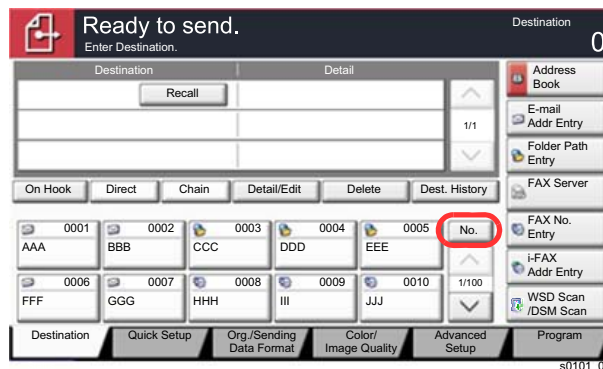 Ready to send.
Destination
0
Enter Destination.
Destination
Detail
Recall
1/1
On Hook
Direct
Chain
Detail/Edit
Delete
Dest. History
0001
AAA
0002
BBB
0003
CCC
0004
DDD
0005
EEE
No.
0006
FFF
0007
GGG
0008
HHH
0009
III
0010
JJJ
1/100
Address
Book
E-mail
Addr Entry
Folder Path
Entry
FAX Server
FAX No.
Entry
i-FAX
Addr Entry
WSD Scan
/DSM Scan
Destination
Quick Setup
Org./Sending
Data Format
Color/
Image Quality
Advanced
Setup
Program
s0101_0